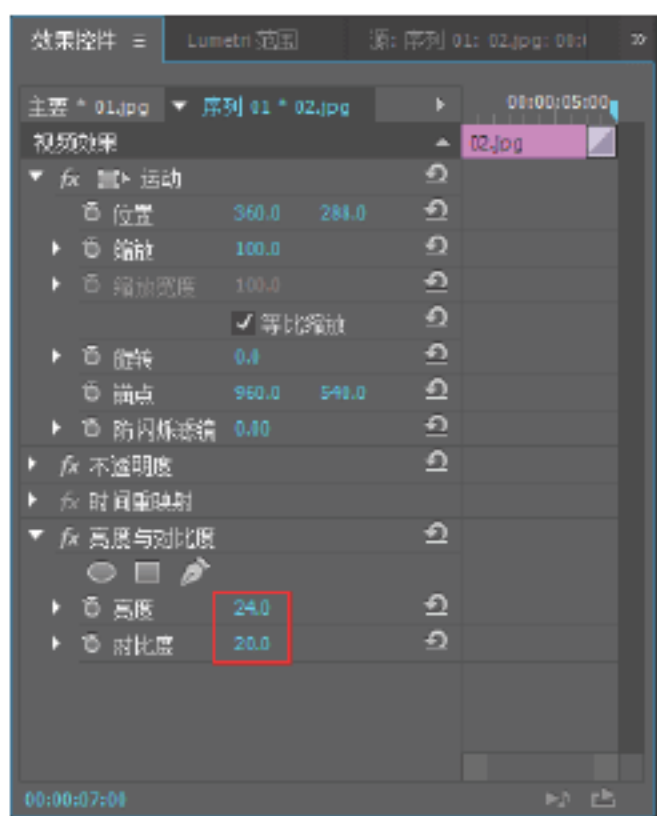 效果控件 ≡ Lumetri 范围 源: 序列 01: 02.jpg: 00:
主要 * 01.jpg 序列 01 * 02.jpg 00:00:05:00
视频效果 02.jpg
fx 运动
位置 360.0 288.0
缩放 100.0
缩放宽度 100.0
✓ 等比缩放
旋转 0.0
锚点 960.0 540.0
防闪烁滤镜 0.00
fx 不透明度
fx 时间重映射
fx 亮度与对比度
亮度 24.0
对比度 20.0
00:00:07:00